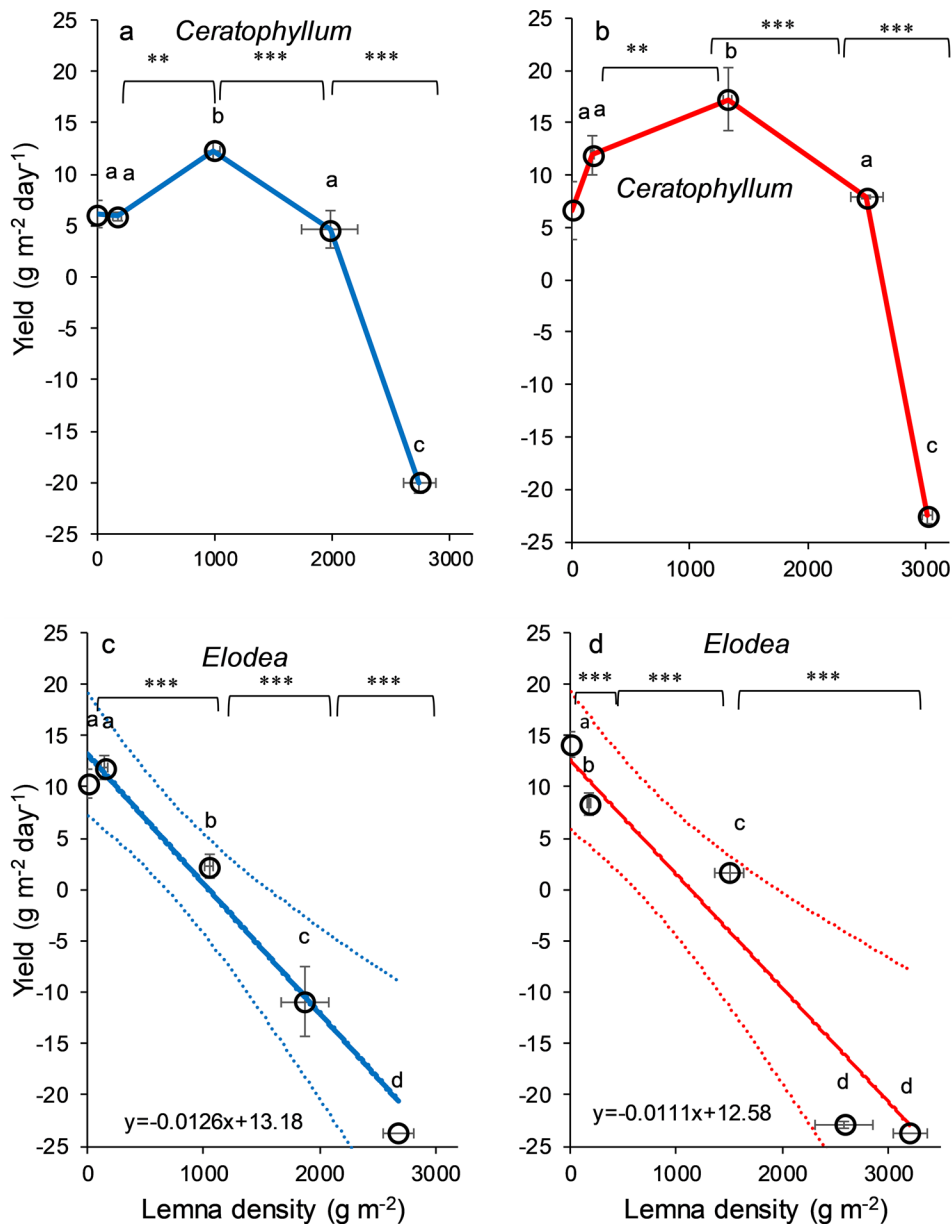 a Ceratophyllum
** *** ***
25
20
15
10
5
0
-5
-10
-15
-20
-25
a a
b
a
c
0 1000 2000 3000
Yield (g m⁻² day⁻¹)
b
** *** ***
25
20
15
10
5
0
-5
-10
-15
-20
-25
a a
b
a
Ceratophyllum
c
0 1000 2000 3000
c Elodea
*** *** ***
25
20
15
10
5
0
-5
-10
-15
-20
-25
a a
b
c
d
y=-0.0126x+13.18
0 1000 2000 3000
Yield (g m⁻² day⁻¹)
Lemna density (g m⁻²)
d Elodea
*** *** ***
25
20
15
10
5
0
-5
-10
-15
-20
-25
a
b
c
d d
y=-0.0111x+12.58
0 1000 2000 3000
Lemna density (g m⁻²)